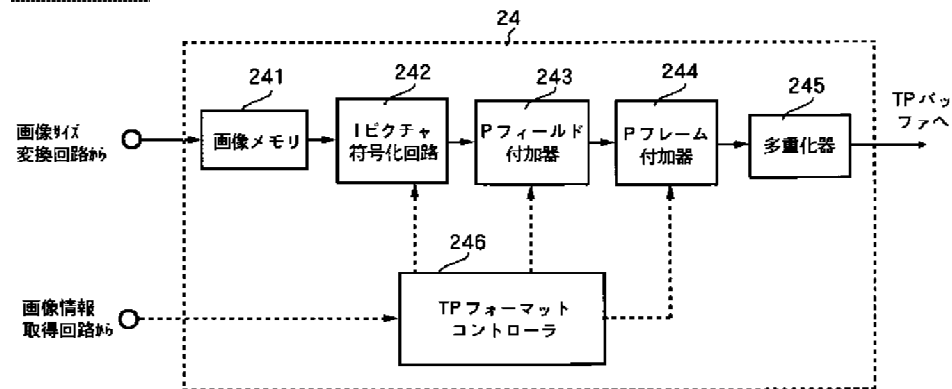 24
241
242
243
244
245
TPバッ
ファへ
画像サイズ
変換回路から
画像メモリ
Iピクチャ
符号化回路
Pフィールド
付加器
Pフレーム
付加器
多重化器
246
画像情報
取得回路から
TPフォーマット
コントローラ